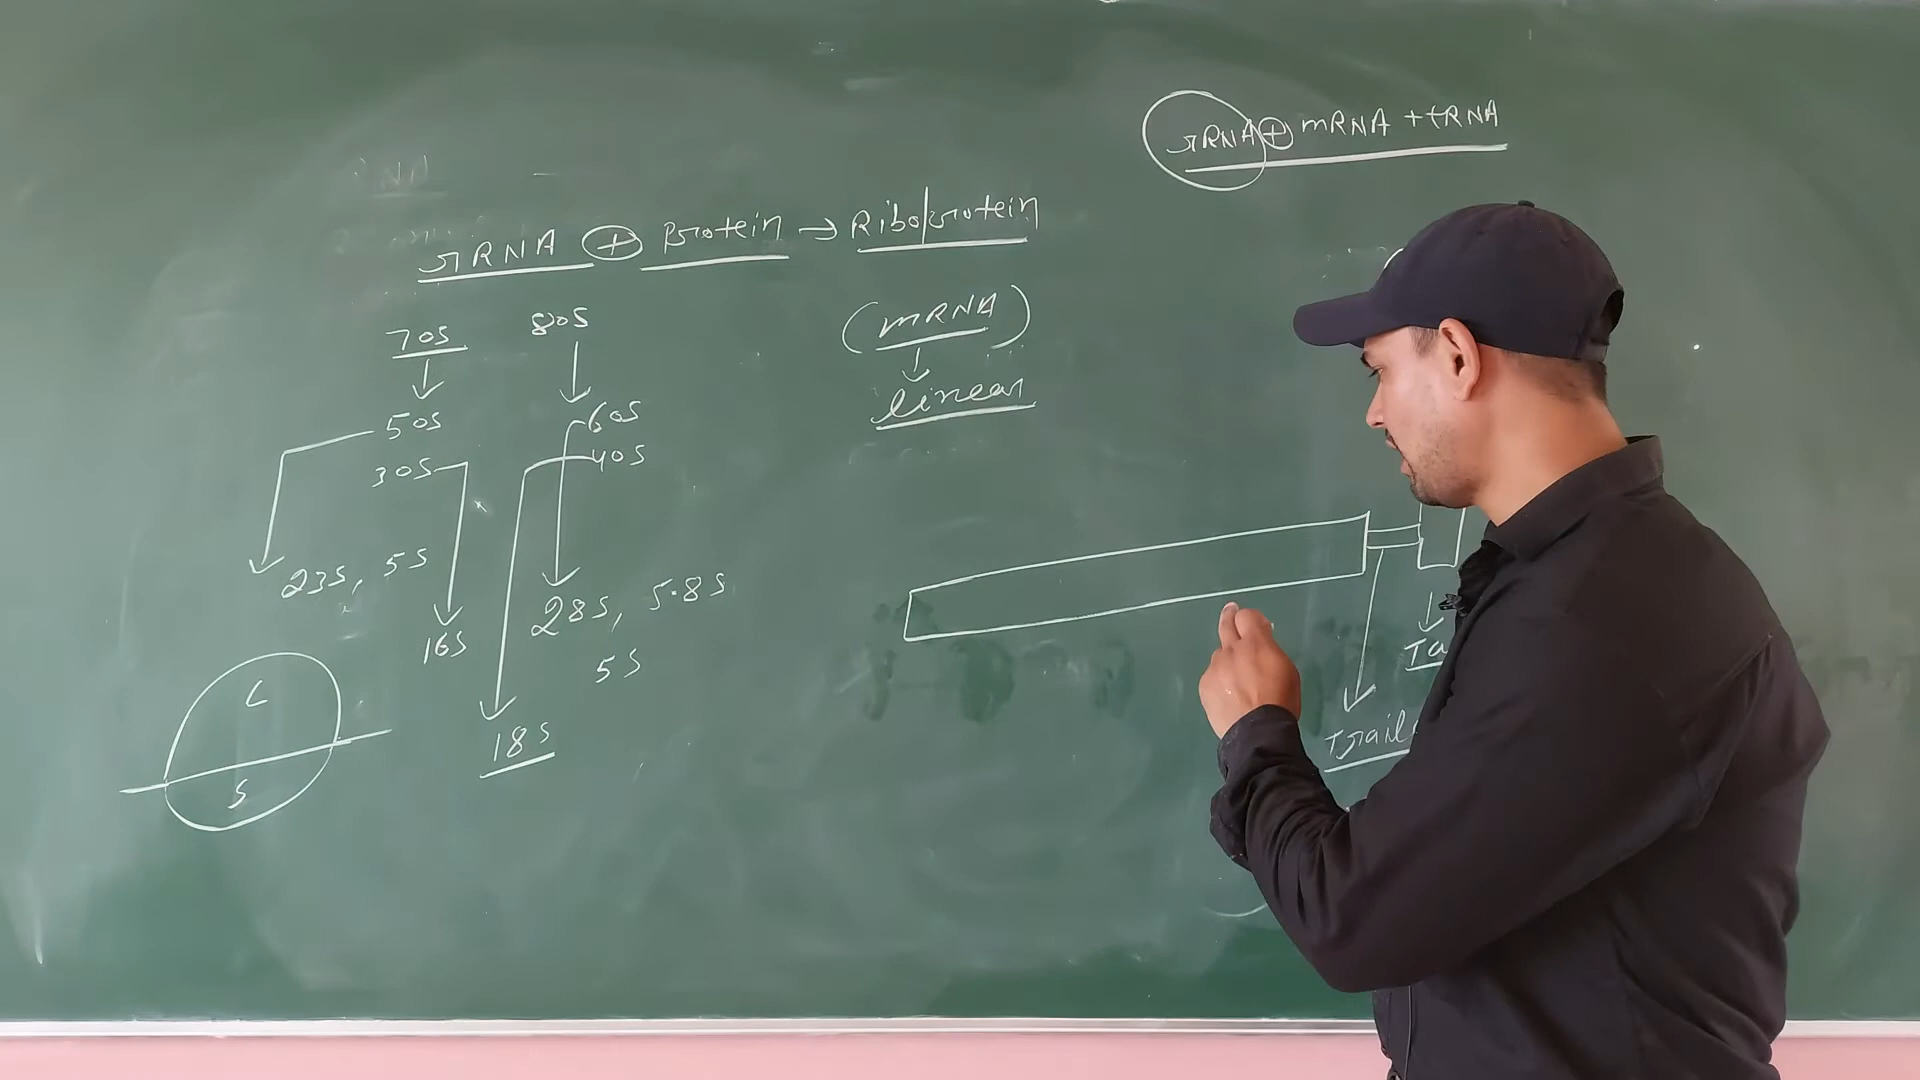 rRNA + mRNA + tRNA
rRNA + Protein → Riboprotein
70S 80S
(mRNA)
linear
50S 60S
30S 40S
23S, 5S
28S, 5.8S
16S
5S
18S
L
S